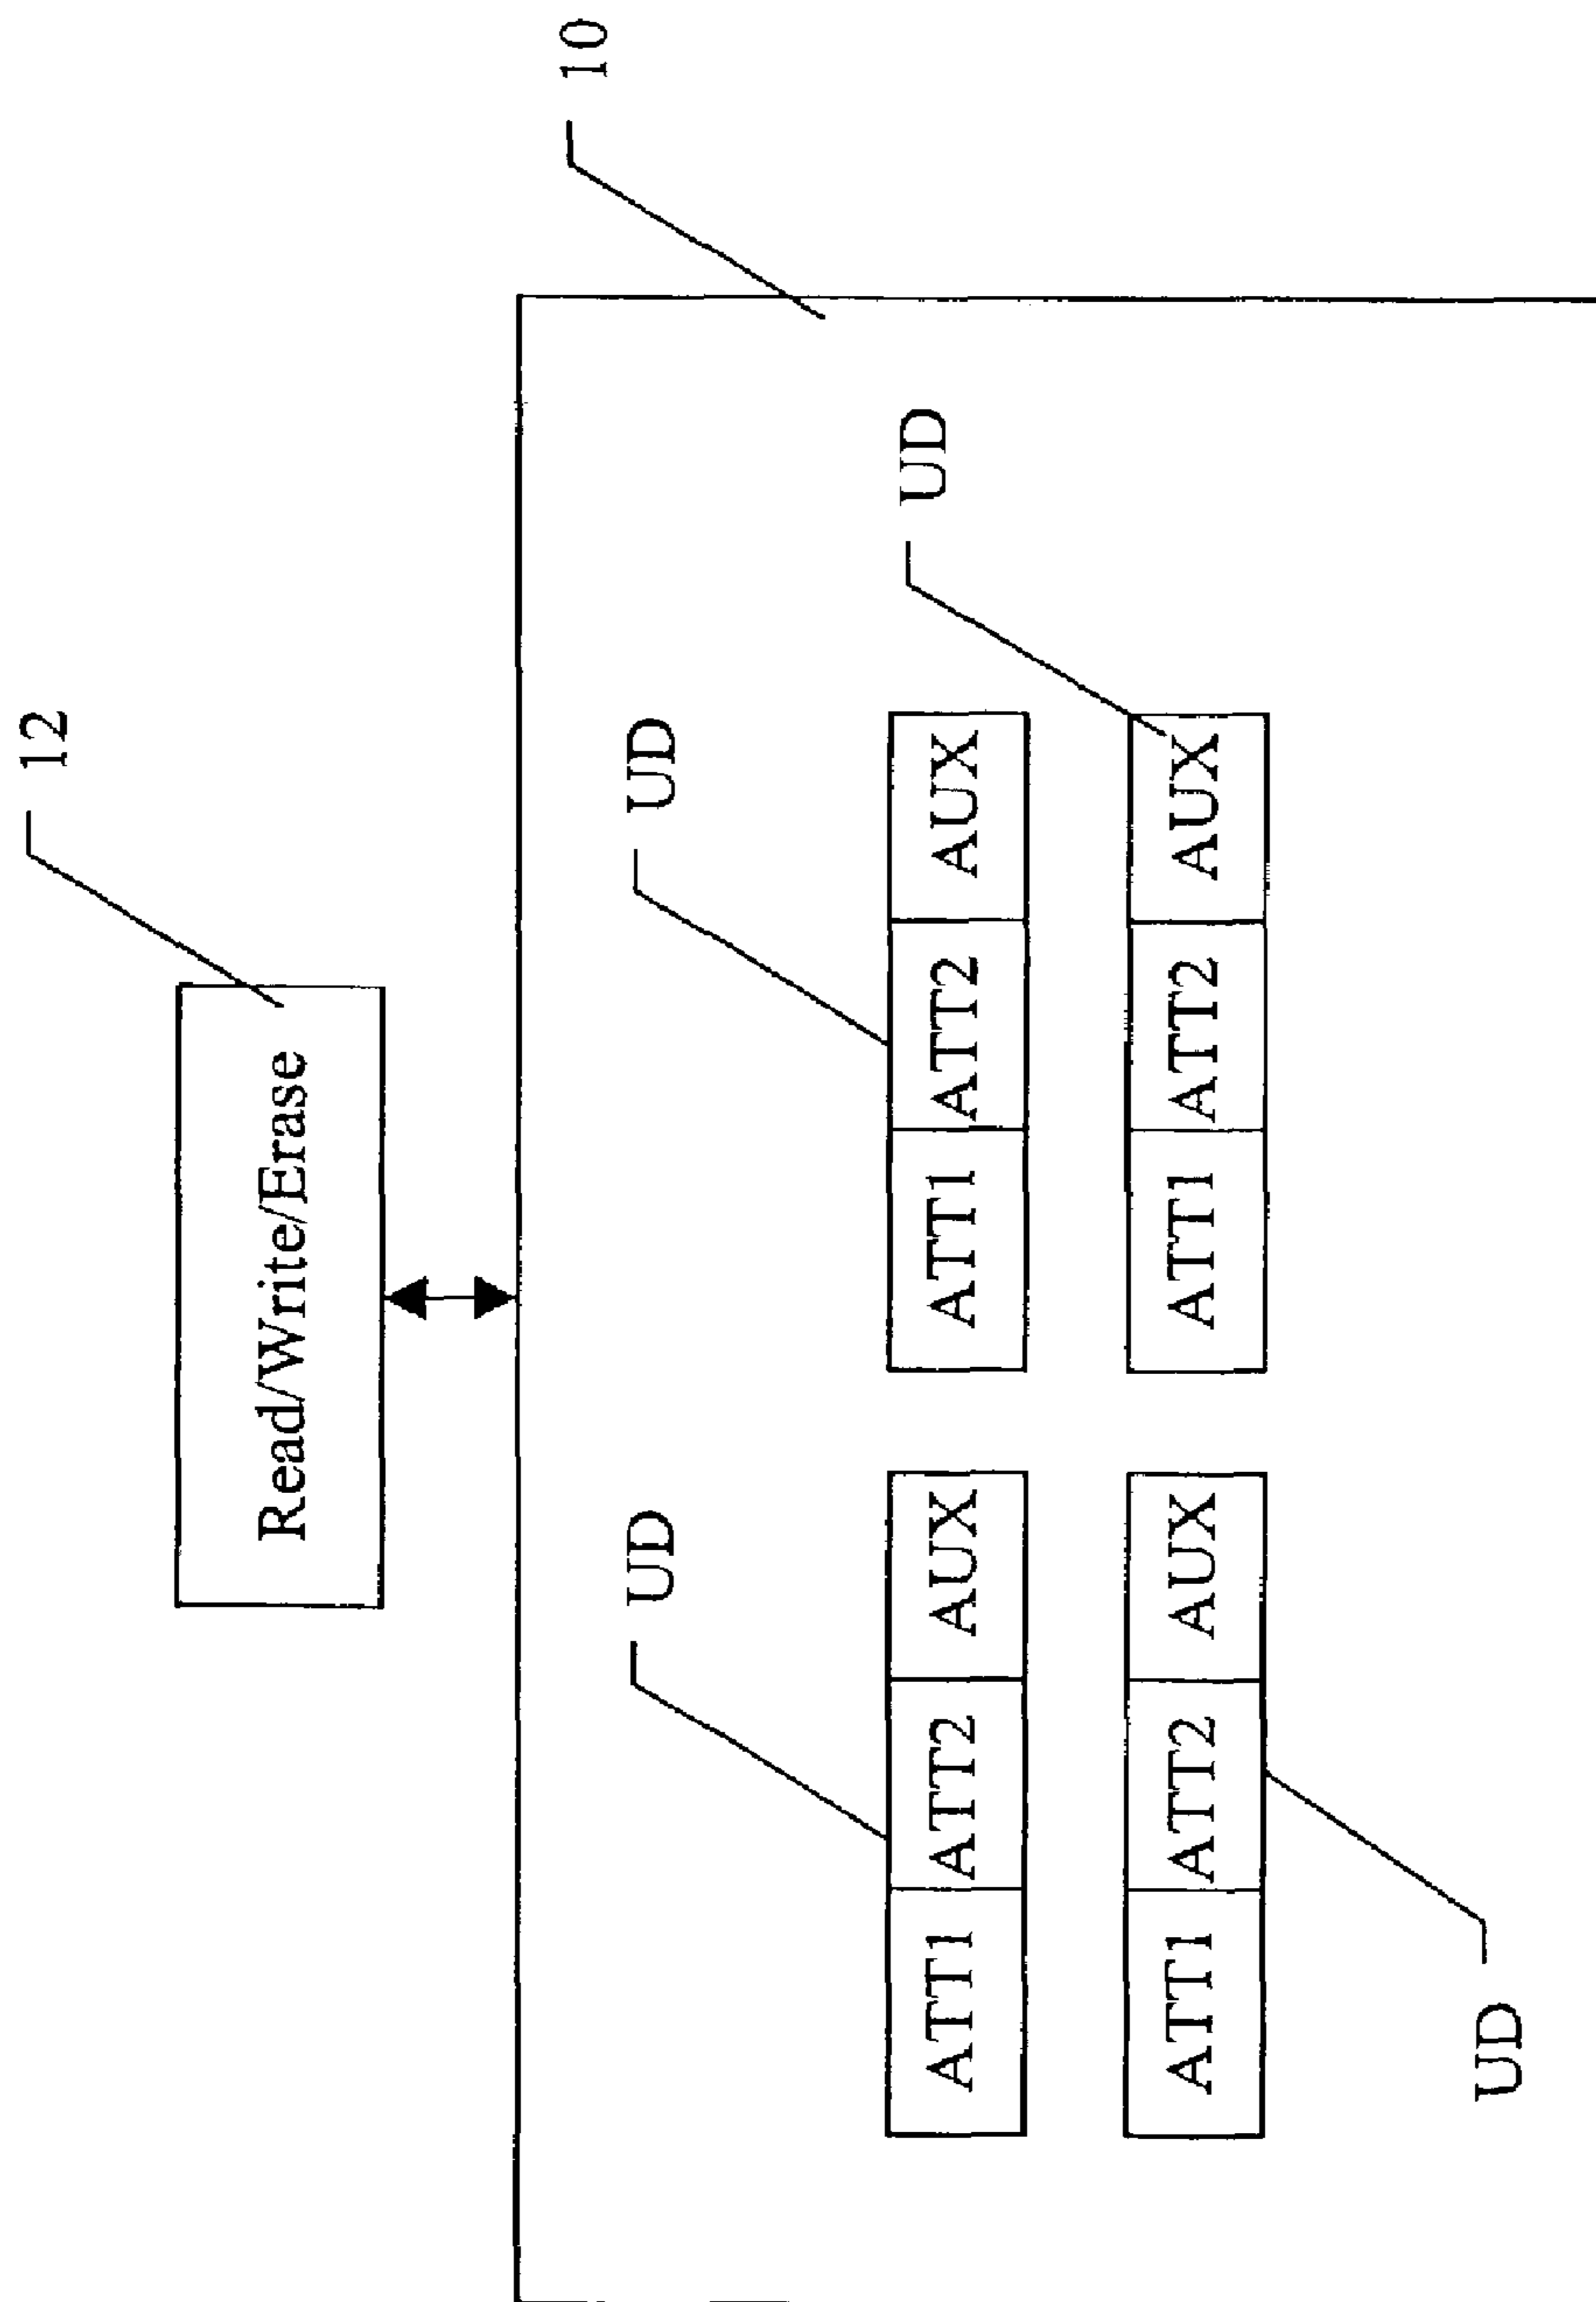 12
Read/Write/Erase
10
UD UD
UD
ATT1 ATT2 AUX ATT1 ATT2 AUX
ATT1 ATT2 AUX ATT1 ATT2 AUX
UD